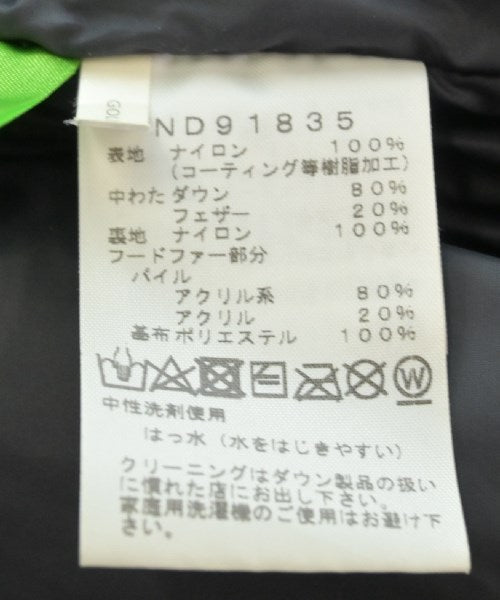 GOL
ND91835
表地 ナイロン 100%
(コーティング等樹脂加工)
中わた ダウン 80%
フェザー 20%
裏地 ナイロン 100%
フードファー部分
パイル
アクリル系 80%
アクリル 20%
基布 ポリエステル 100%
W
中性洗剤使用
はっ水（水をはじきやすい）
クリーニングはダウン製品の扱い
に慣れた店にお出し下さい。
家庭用洗濯機のご使用はお避け下
さい。